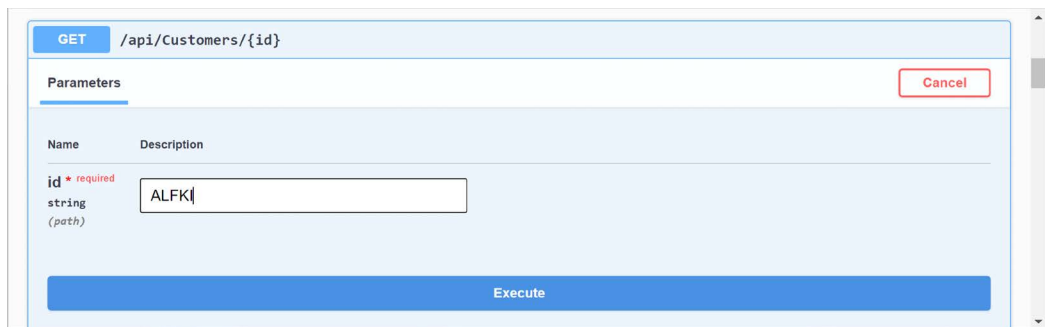 GET /api/Customers/{id}
Parameters Cancel
Name Description
id * required
string
(path)
ALFKI
Execute